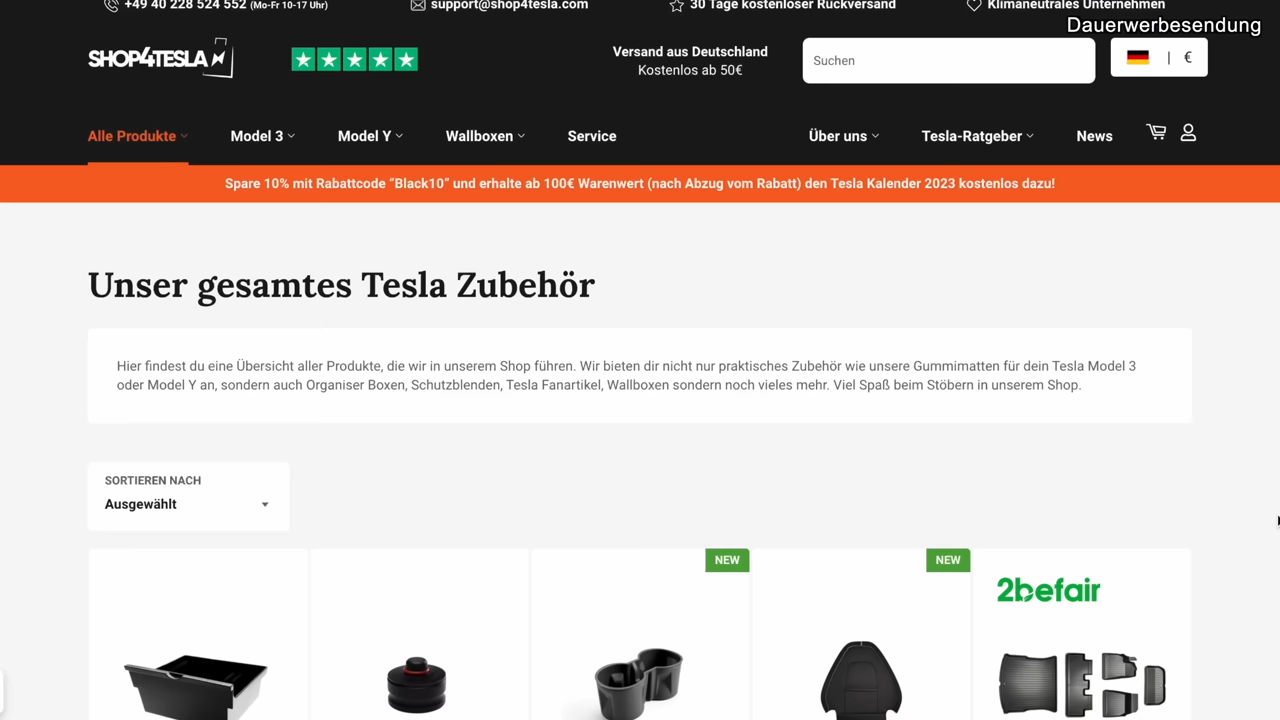 +49 40 228 524 552 (Mo-Fr 10-17 Uhr)
support@shop4tesla.com
30 Tage kostenloser Rückversand
Klimaneutrales Unternehmen
Dauerwerbesendung
SHOP4TESLA
Versand aus Deutschland
Kostenlos ab 50€
Suchen
| €
Alle Produkte
Model 3
Model Y
Wallboxen
Service
Über uns
Tesla-Ratgeber
News
Spare 10% mit Rabattcode “Black10” und erhalte ab 100€ Warenwert (nach Abzug vom Rabatt) den Tesla Kalender 2023 kostenlos dazu!
Unser gesamtes Tesla Zubehör
Hier findest du eine Übersicht aller Produkte, die wir in unserem Shop führen. Wir bieten dir nicht nur praktisches Zubehör wie unsere Gummimatten für dein Tesla Model 3
oder Model Y an, sondern auch Organiser Boxen, Schutzblenden, Tesla Fanartikel, Wallboxen sondern noch vieles mehr. Viel Spaß beim Stöbern in unserem Shop.
SORTIEREN NACH
Ausgewählt
NEW
NEW
2befair